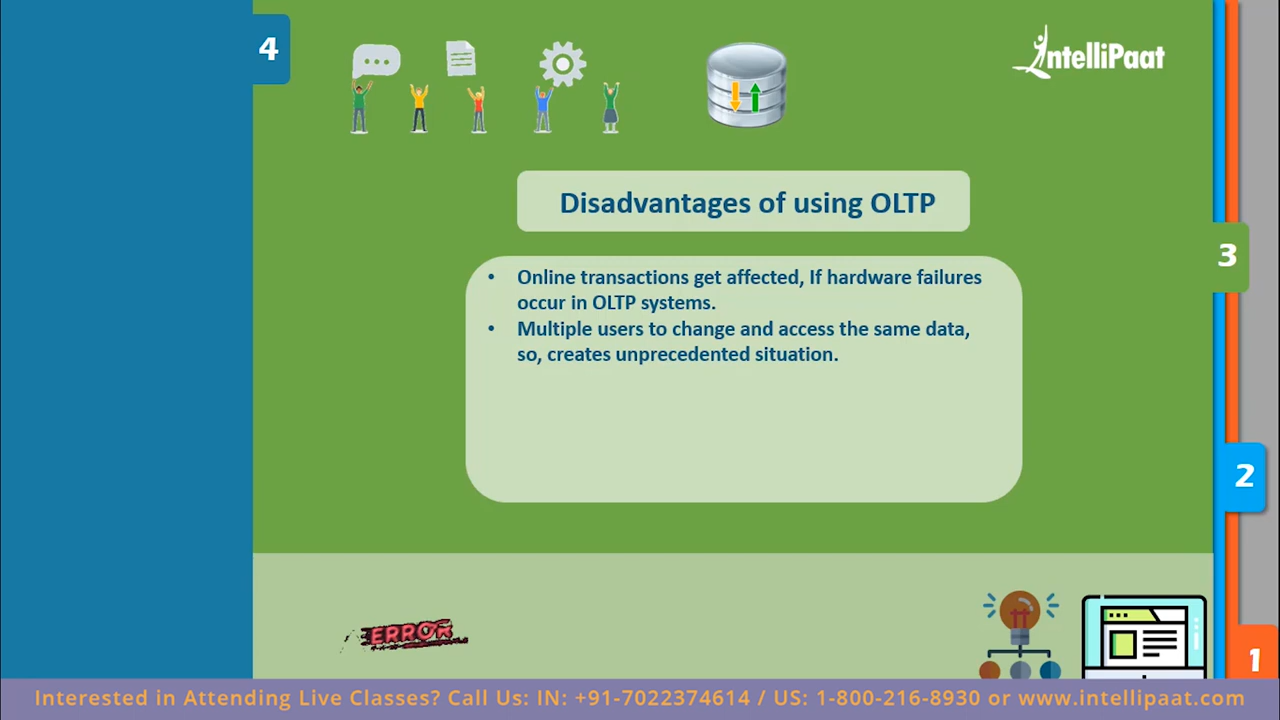 4
IntelliPaat
Disadvantages of using OLTP
• Online transactions get affected, If hardware failures
occur in OLTP systems.
• Multiple users to change and access the same data,
so, creates unprecedented situation.
3
2
ERROR
1
Interested in Attending Live Classes? Call Us: IN: +91-7022374614 / US: 1-800-216-8930 or www.intellipaat.com